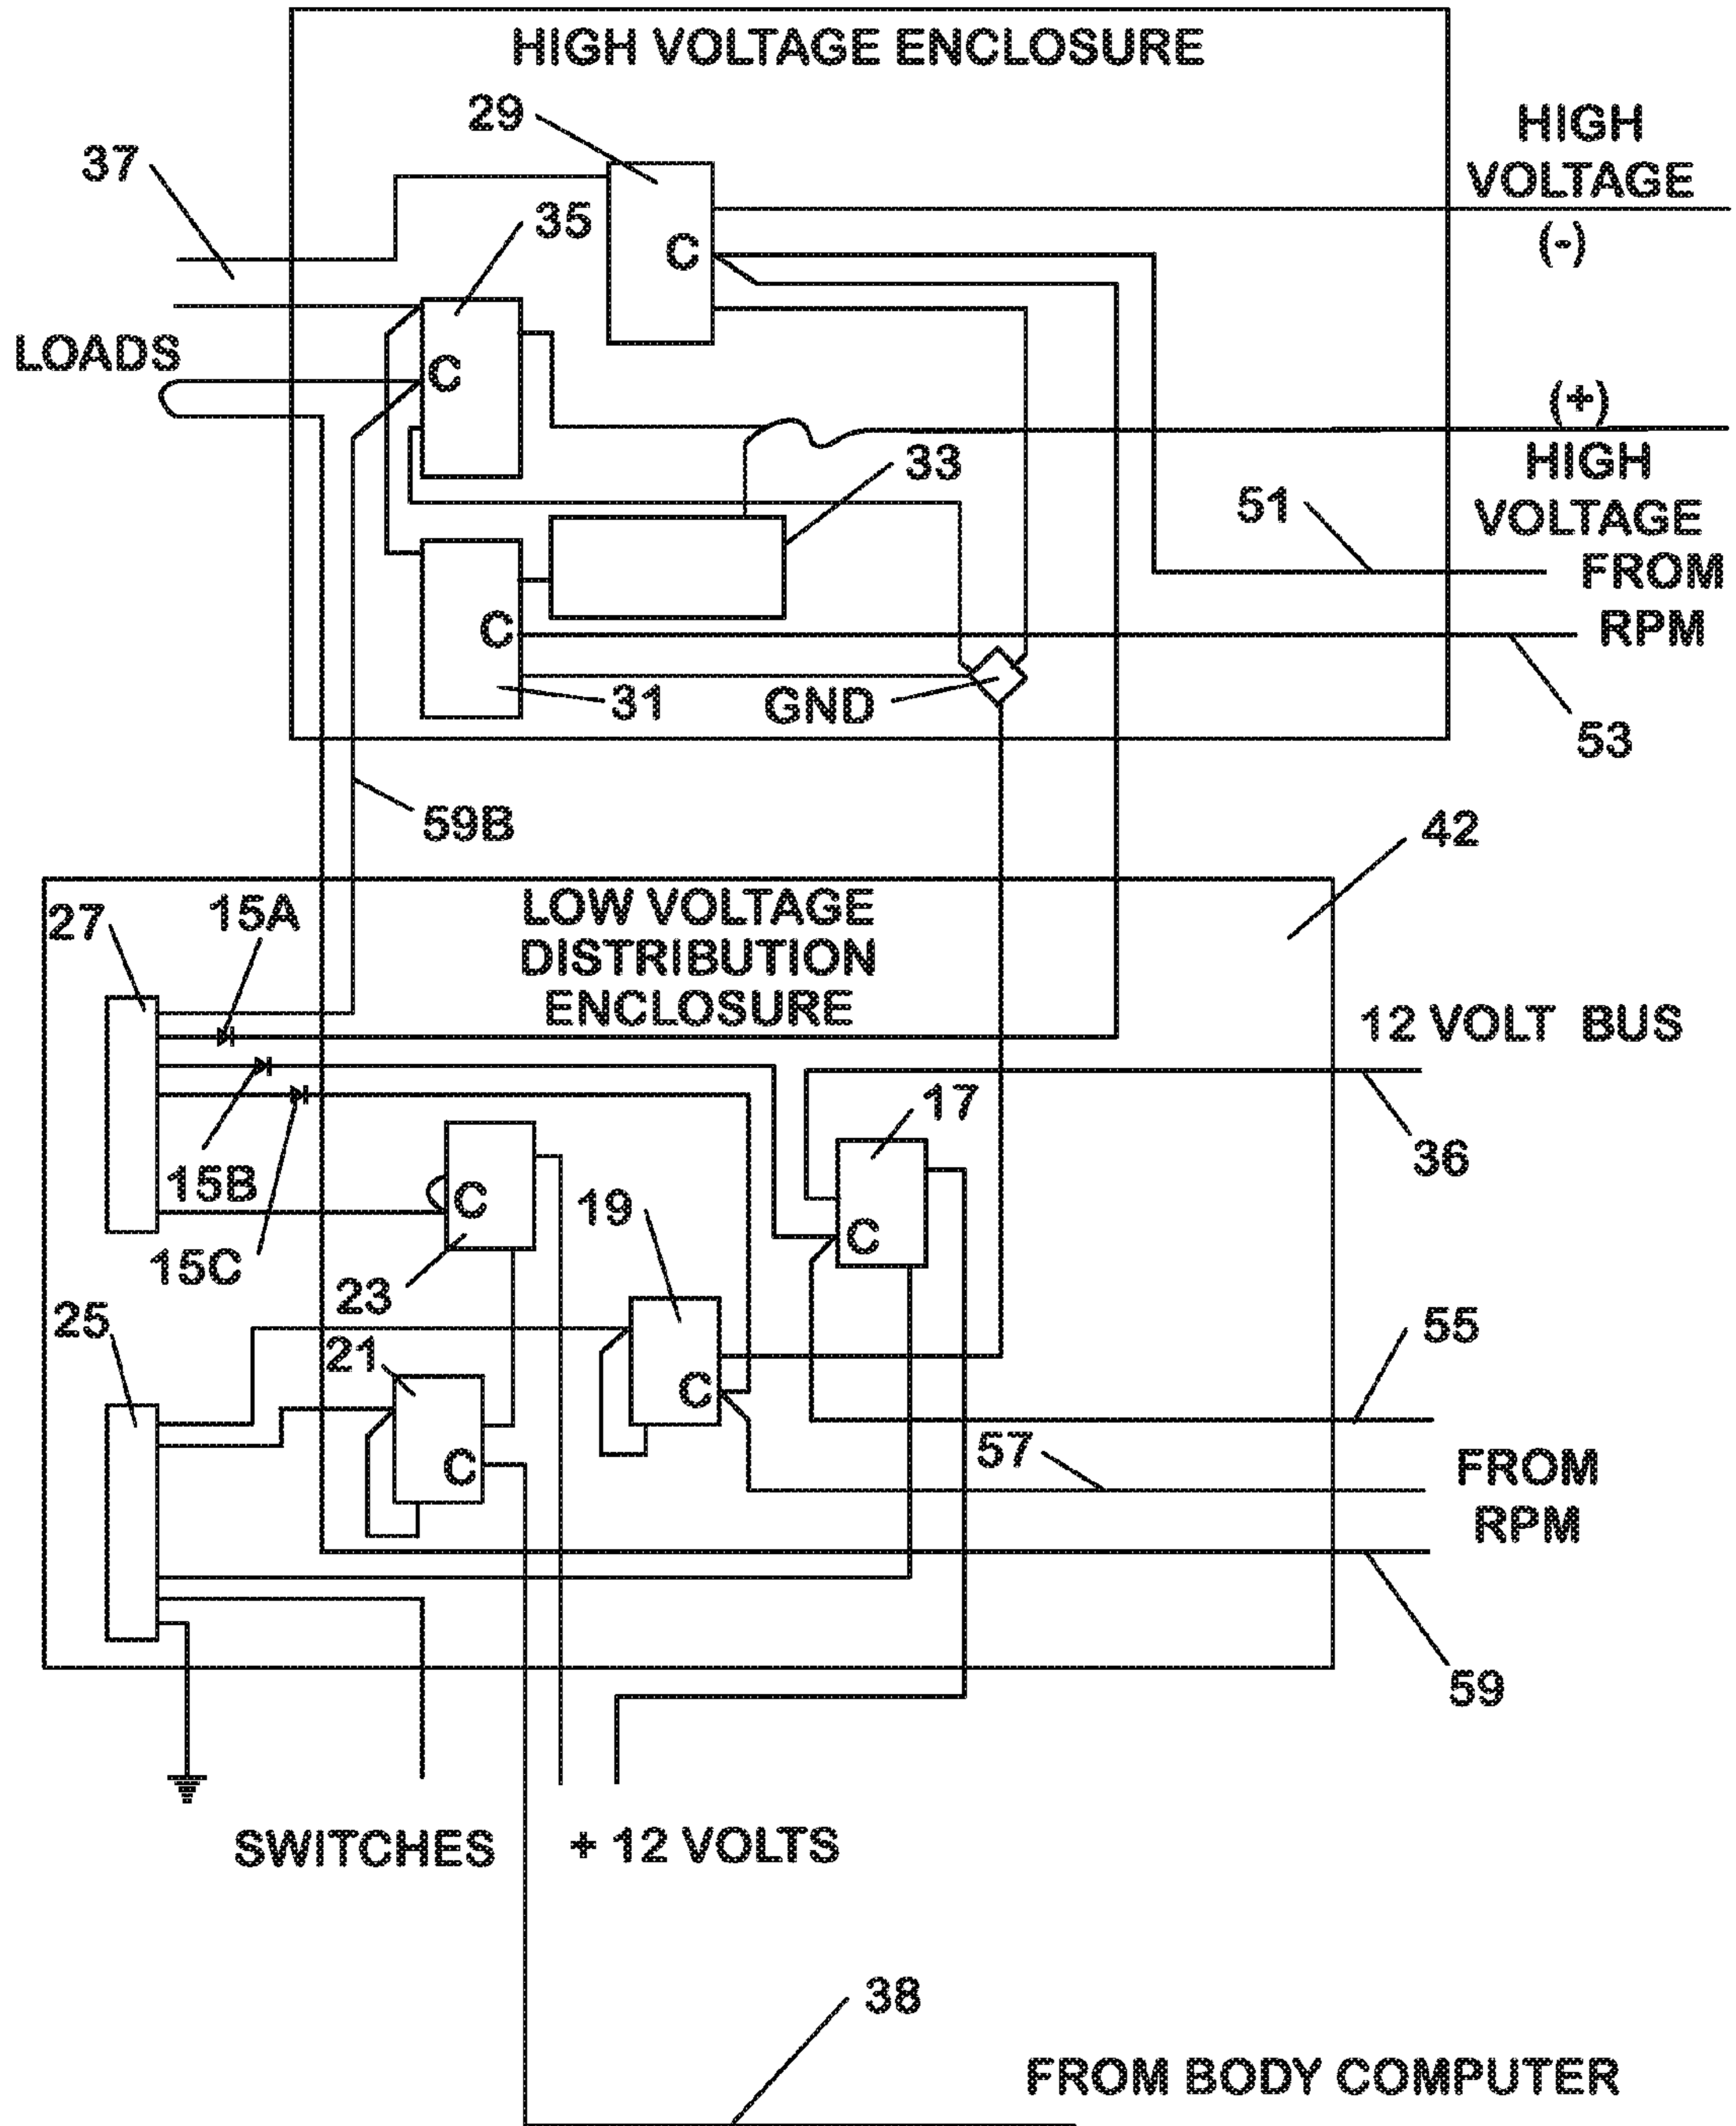 HIGH VOLTAGE ENCLOSURE
29
37
35
HIGH
VOLTAGE
(-)
C
LOADS
C
(+)
HIGH
VOLTAGE
33
51
FROM
RPM
C
31
GND
53
59B
42
27
15A
LOW VOLTAGE
DISTRIBUTION
ENCLOSURE
12 VOLT BUS
17
36
15B
C
19
C
15C
23
25
21
55
C
C
57
FROM
RPM
59
SWITCHES
+ 12 VOLTS
38
FROM BODY COMPUTER